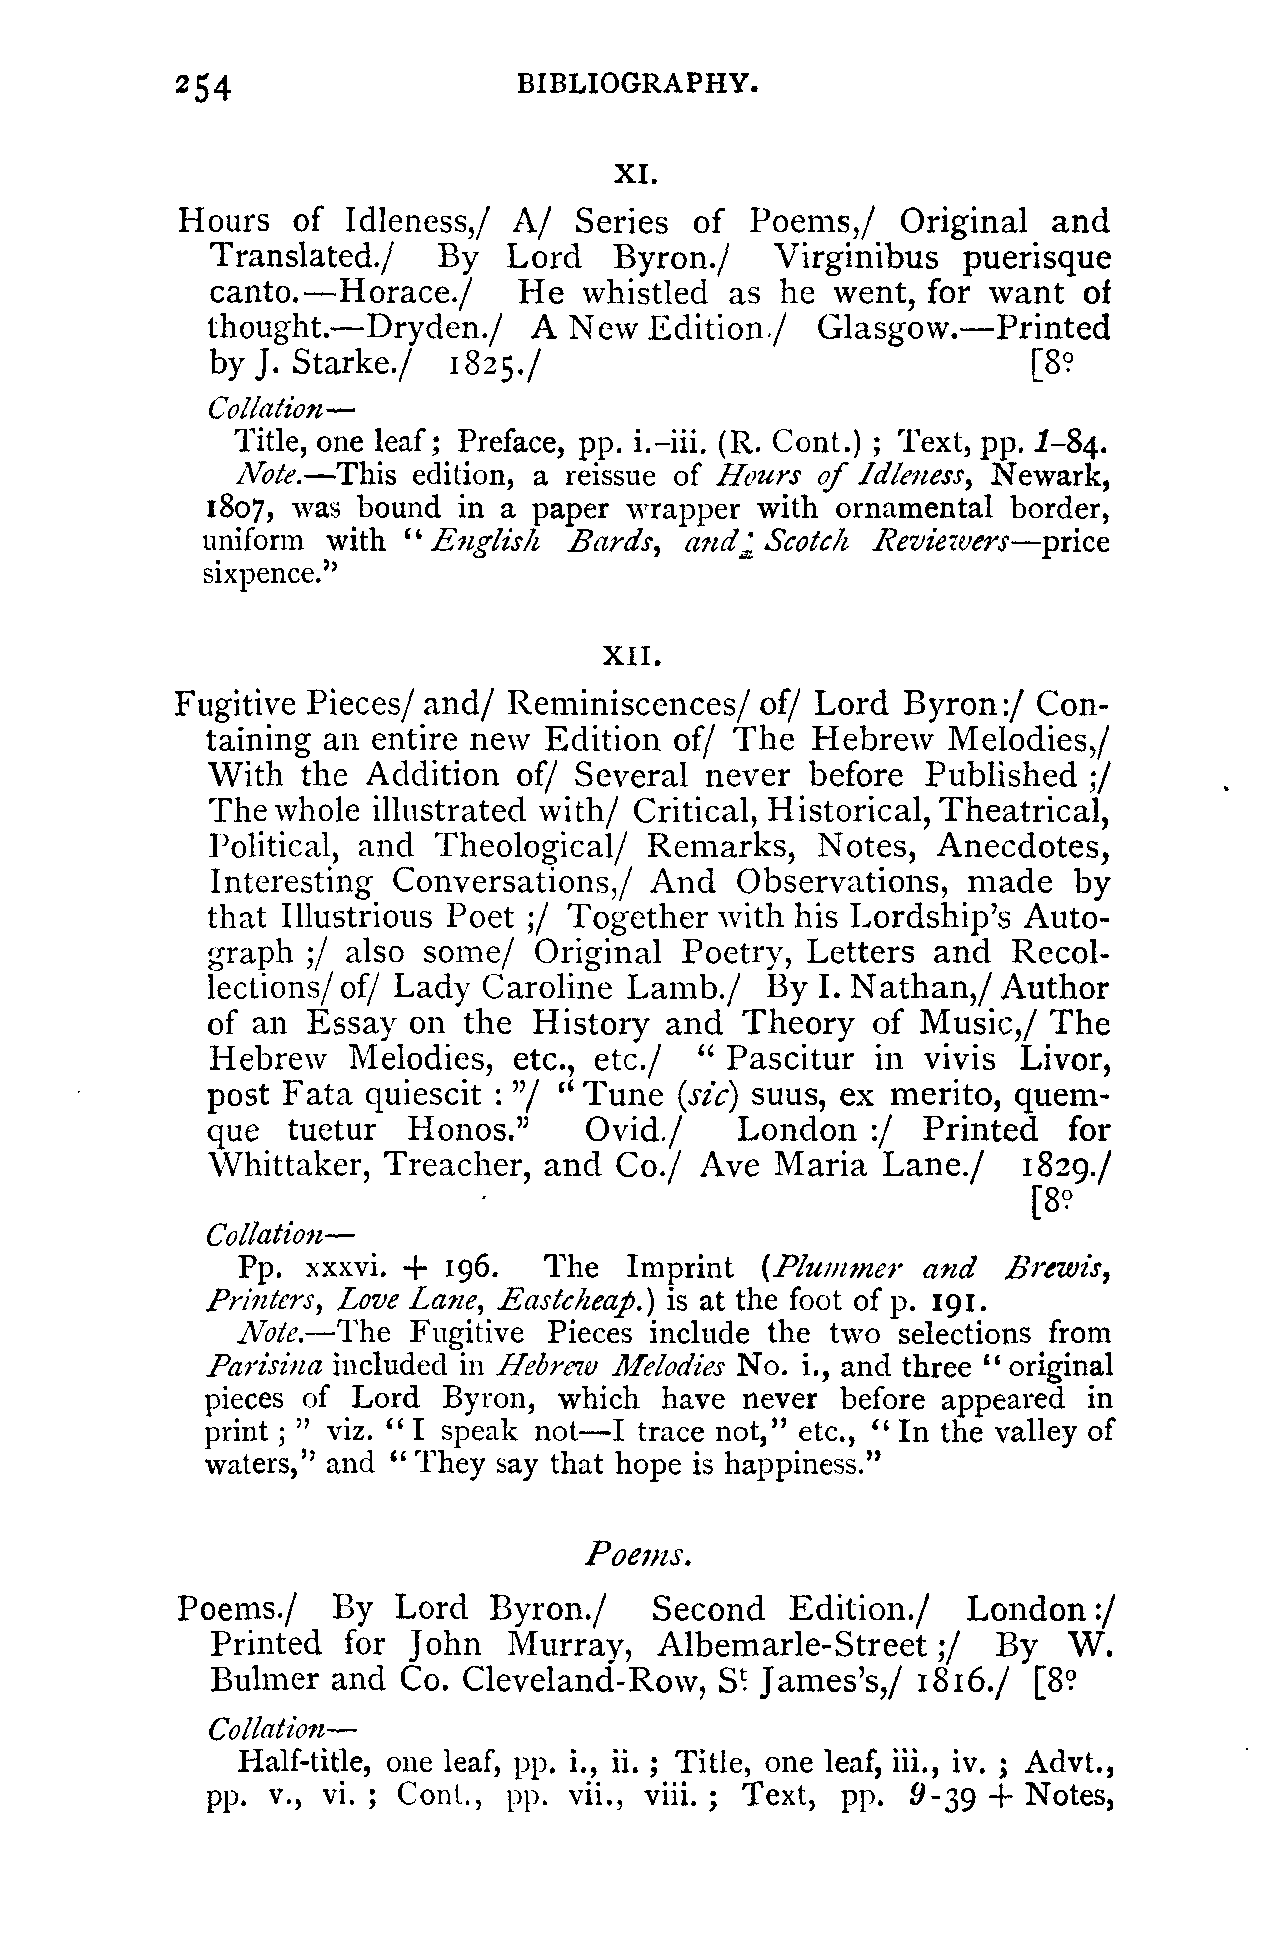 254 BIBLIOGRAPHY.
XI.
Hours of Idleness,/ A/ Series of Poems,/ Original and
Translated./ By Lord Byron./ Virginibus puerisque
canto.—Horace./ He whistled as he went, for want of
thought.—Dryden./ A New Edition./ Glasgow.—Printed
by J. Starke./ 1825./ [8º
Collation—
Title, one leaf; Preface, pp. i.-iii. (R. Cont.) ; Text, pp. 1-84.
Note.—This edition, a reissue of Hours of Idleness, Newark,
1807, was bound in a paper wrapper with ornamental border,
uniform with "English Bards, and Scotch Reviewers—price
sixpence."
XII.
Fugitive Pieces/ and/ Reminiscences/ of/ Lord Byron:/ Con-
taining an entire new Edition of/ The Hebrew Melodies,/
With the Addition of/ Several never before Published ;/
The whole illustrated with/ Critical, Historical, Theatrical,
Political, and Theological/ Remarks, Notes, Anecdotes,
Interesting Conversations,/ And Observations, made by
that Illustrious Poet ;/ Together with his Lordship's Auto-
graph ;/ also some/ Original Poetry, Letters and Recol-
lections/ of/ Lady Caroline Lamb./ By I. Nathan,/ Author
of an Essay on the History and Theory of Music,/ The
Hebrew Melodies, etc., etc./ "Pascitur in vivis Livor,
post Fata quiescit : "/ "Tune (sic) suus, ex merito, quem-
que tuetur Honos." Ovid./ London :/ Printed for
Whittaker, Treacher, and Co./ Ave Maria Lane./ 1829./
[8º
Collation—
Pp. xxxvi. + 196. The Imprint (Plummer and Brewis,
Printers, Love Lane, Eastcheap.) is at the foot of p. 191.
Note.—The Fugitive Pieces include the two selections from
Parisina included in Hebrew Melodies No. i., and three "original
pieces of Lord Byron, which have never before appeared in
print ; " viz. "I speak not—I trace not," etc., "In the valley of
waters," and "They say that hope is happiness."
Poems.
Poems./ By Lord Byron./ Second Edition./ London :/
Printed for John Murray, Albemarle-Street ;/ By W.
Bulmer and Co. Cleveland-Row, St James's,/ 1816./ [8º
Collation—
Half-title, one leaf, pp. i., ii. ; Title, one leaf, iii., iv. ; Advt.,
pp. v., vi. ; Cont., pp. vii., viii. ; Text, pp. 9-39 + Notes,